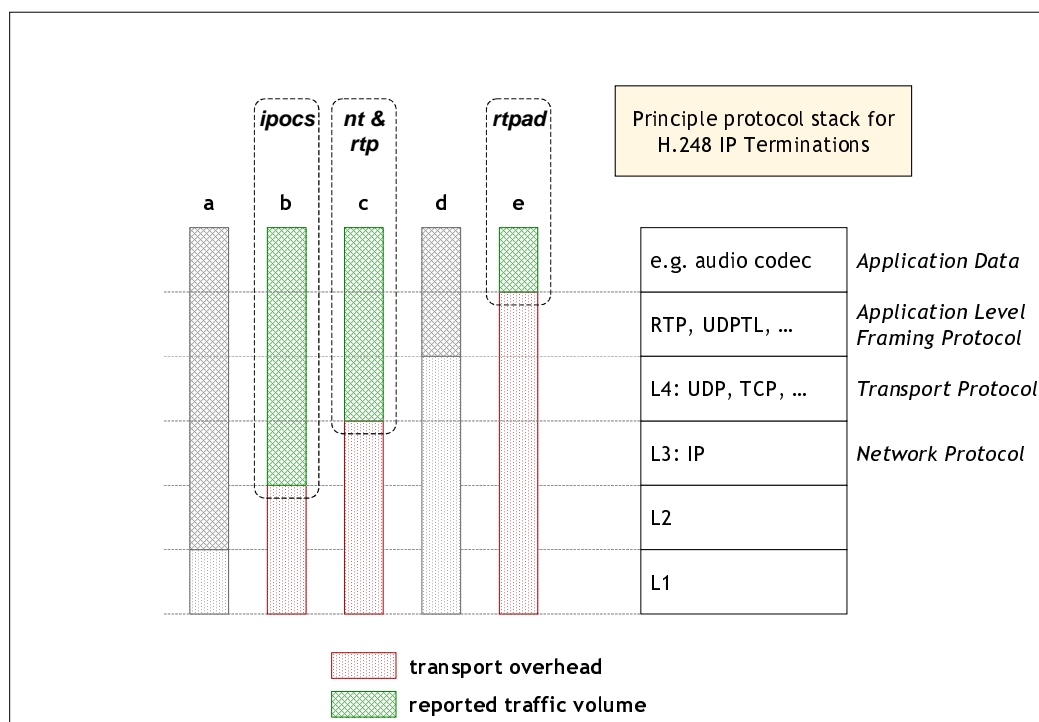 ipocs
nt &
rtp
rtpad
Principle protocol stack for
H.248 IP Terminations
a
b
c
d
e
e.g. audio codec
Application Data
RTP, UDPTL, …
Application Level
Framing Protocol
L4: UDP, TCP, …
Transport Protocol
L3: IP
Network Protocol
L2
L1
transport overhead
reported traffic volume